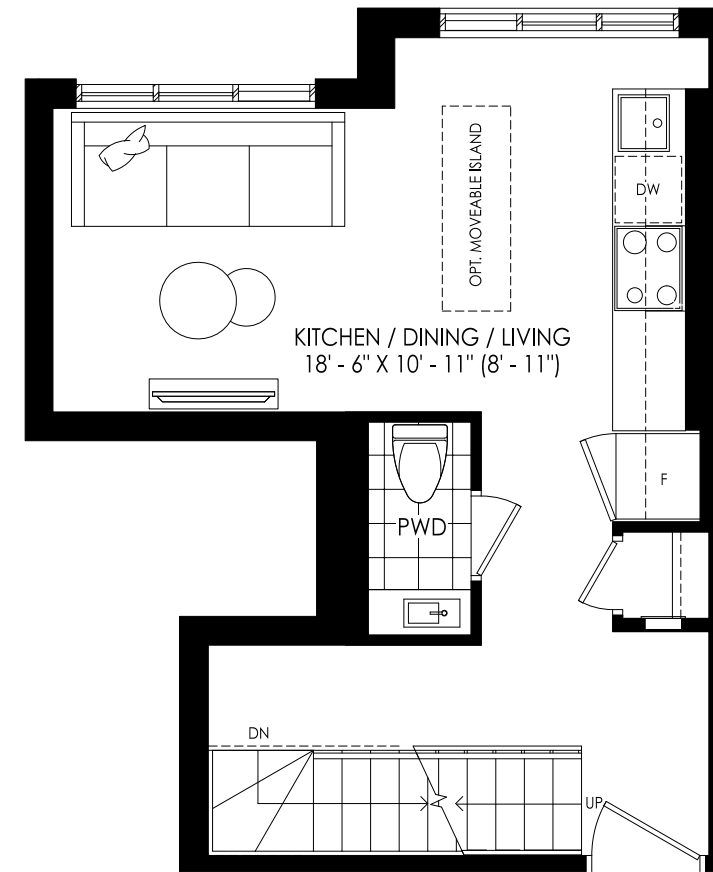 DW
OPT. MOVEABLE ISLAND
KITCHEN / DINING / LIVING
18' - 6" X 10' - 11" (8' - 11")
F
PWD
DN
UP